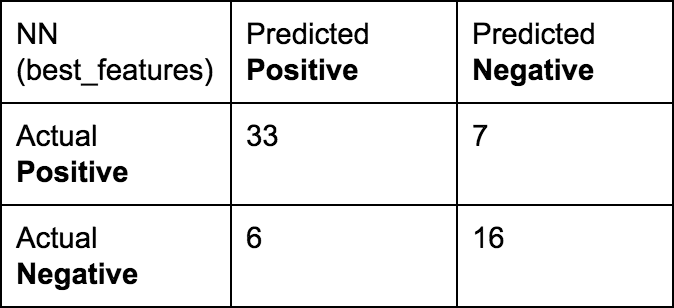 NN
(best_features)
Predicted
Positive
Predicted
Negative
Actual
Positive
33
7
Actual
Negative
6
16